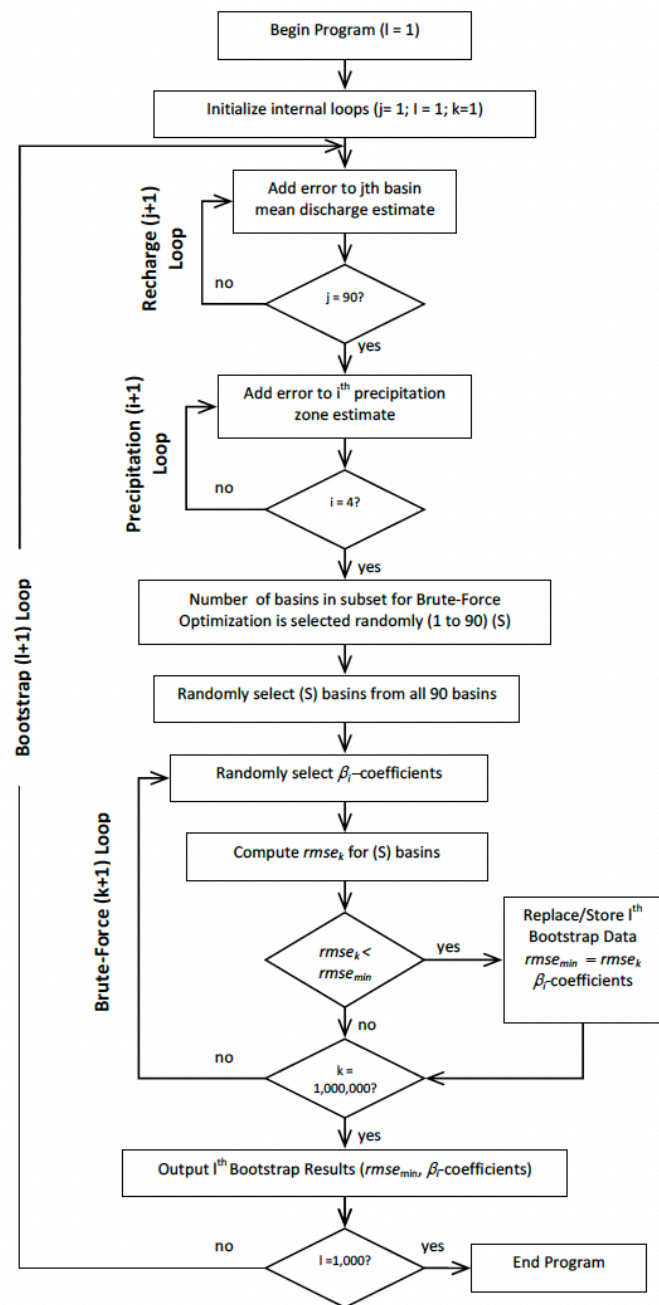 Begin Program (l = 1)
Initialize internal loops (j= 1; I = 1; k=1)
Add error to jth basin
mean discharge estimate
Recharge (j+1)
Loop
no
j = 90?
yes
Add error to iᵗʰ precipitation
zone estimate
Precipitation (i+1)
Loop
no
i = 4?
yes
Number of basins in subset for Brute-Force
Optimization is selected randomly (1 to 90) (S)
Randomly select (S) basins from all 90 basins
Bootstrap (l+1) Loop
Randomly select βᵢ–coefficients
Compute rmseₖ for (S) basins
Brute-Force (k+1) Loop
rmseₖ <
rmse_min
yes
Replace/Store lᵗʰ
Bootstrap Data
rmse_min = rmseₖ
βᵢ-coefficients
no
no
k =
1,000,000?
yes
Output lᵗʰ Bootstrap Results (rmse_min, βᵢ-coefficients)
no
l =1,000?
yes
End Program